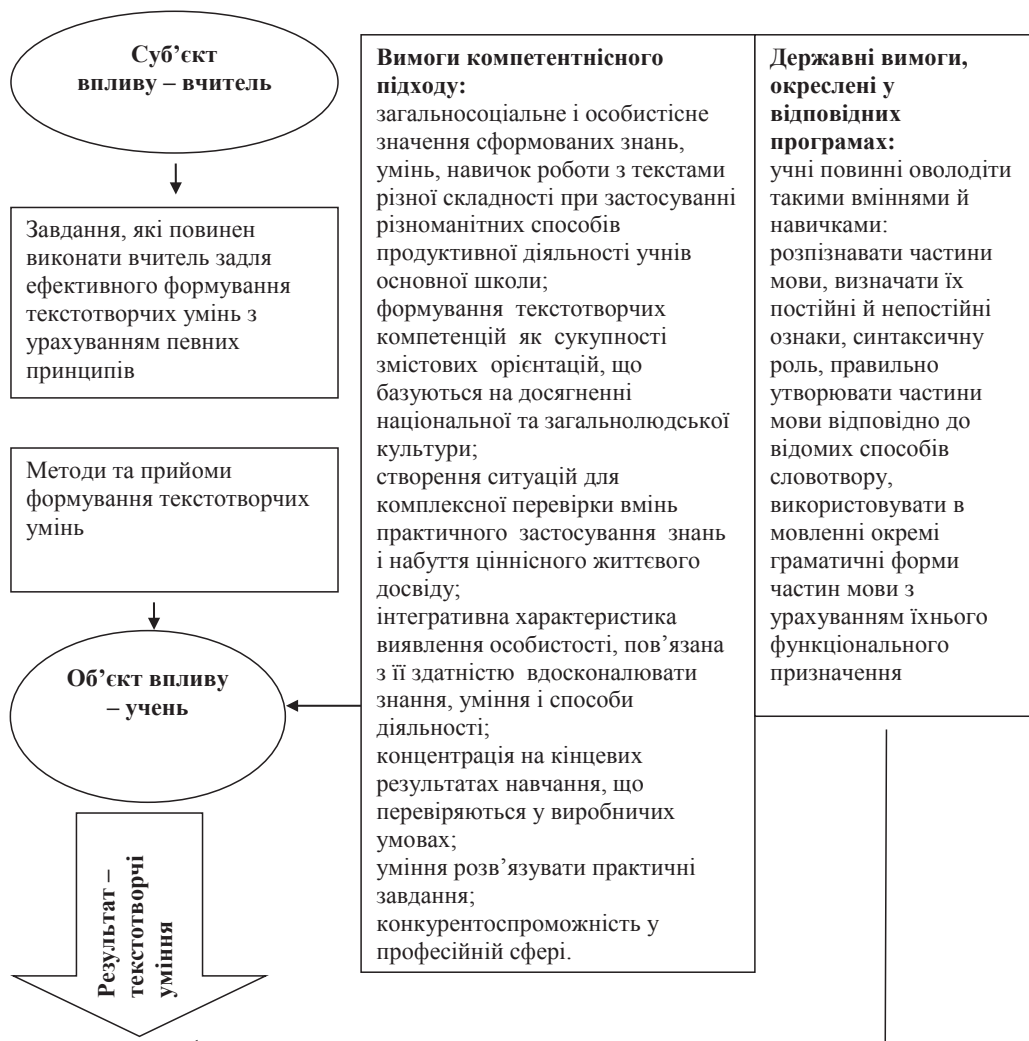 Суб’єкт
впливу – вчитель
Завдання, які повинен
виконати вчитель задля
ефективного формування
текстотворчих умінь з
урахуванням певних
принципів
Методи та прийоми
формування текстотворчих
умінь
Об’єкт впливу
– учень
Результат –
текстотворчі
уміння
Вимоги компетентнісного
підходу:
загальносоціальне і особистісне
значення сформованих знань,
умінь, навичок роботи з текстами
різної складності при застосуванні
різноманітних способів
продуктивної діяльності учнів
основної школи;
формування текстотворчих
компетенцій як сукупності
змістових орієнтацій, що
базуються на досягненні
національної та загальнолюдської
культури;
створення ситуацій для
комплексної перевірки вмінь
практичного застосування знань
і набуття ціннісного життєвого
досвіду;
інтегративна характеристика
виявлення особистості, пов’язана
з її здатністю вдосконалювати
знання, уміння і способи
діяльності;
концентрація на кінцевих
результатах навчання, що
перевіряються у виробничих
умовах;
уміння розв’язувати практичні
завдання;
конкурентоспроможність у
професійній сфері.
Державні вимоги,
окреслені у
відповідних
програмах:
учні повинні оволодіти
такими вміннями й
навичками:
розпізнавати частини
мови, визначати їх
постійні й непостійні
ознаки, синтаксичну
роль, правильно
утворювати частини
мови відповідно до
відомих способів
словотвору,
використовувати в
мовленні окремі
граматичні форми
частин мови з
урахуванням їхнього
функціонального
призначення